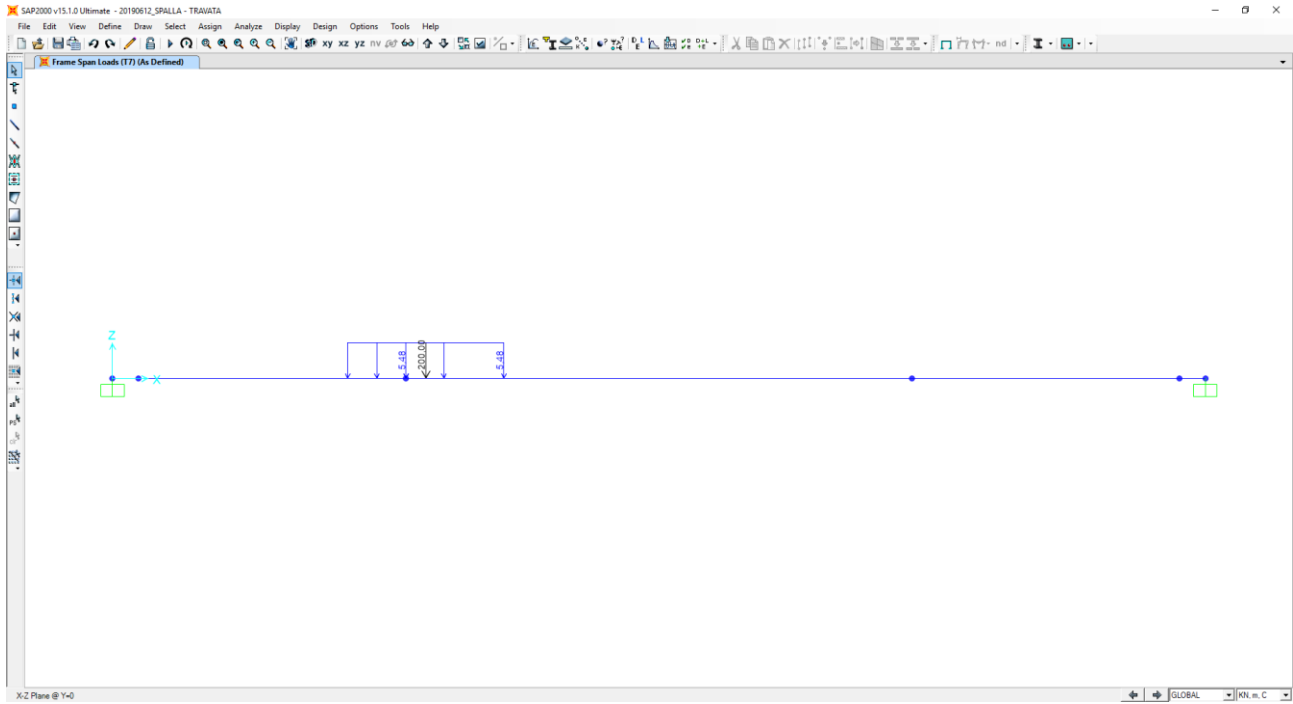 SAP2000 v15.1.0 Ultimate - 20190612_SPALLA - TRAVATA
File Edit View Define Draw Select Assign Analyze Display Design Options Tools Help
xy xz yz nv nd
Frame Span Loads (T7) (As Defined)
Z
X
5.48
200.00
5.48
X-Z Plane @ Y=0
GLOBAL
KN, m, C